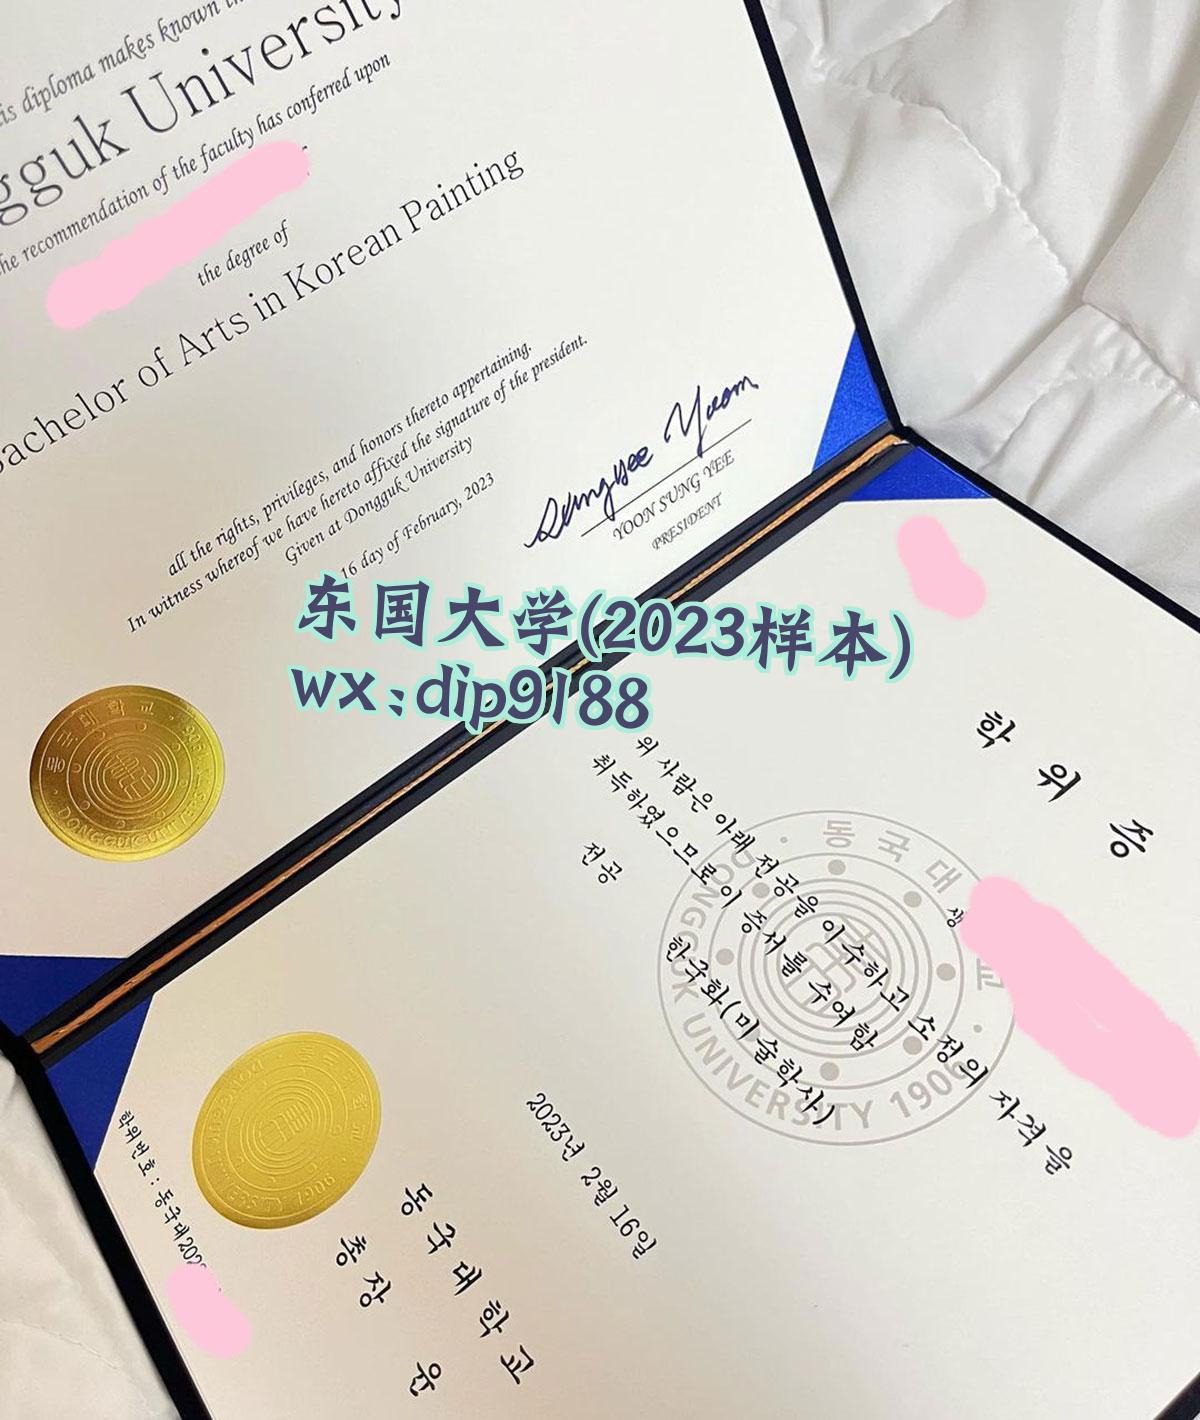 is diploma makes known
gguk University
he recommendation of the faculty has conferred upon
the degree of
Bachelor of Arts in Korean Painting
all the rights, privileges, and honors thereto appertaining.
In witness whereof we have hereto affixed the signature of the president.
Given at Dongguk University
16 day of February, 2023
YOON SUNG YEE
PRESIDENT
东国大学(2023样本)
wx:dip9188
학위증
위 사람은 아래 전공을 이수하고 소정의 자격을
취득하였으므로 이 증서를 수여함
전공 한국화(미술학사)
동국대 교
DONGGUK UNIVERSITY 1906
2023년 2월 16일
동국대학교
총장 윤
학위번호 : 동국대202